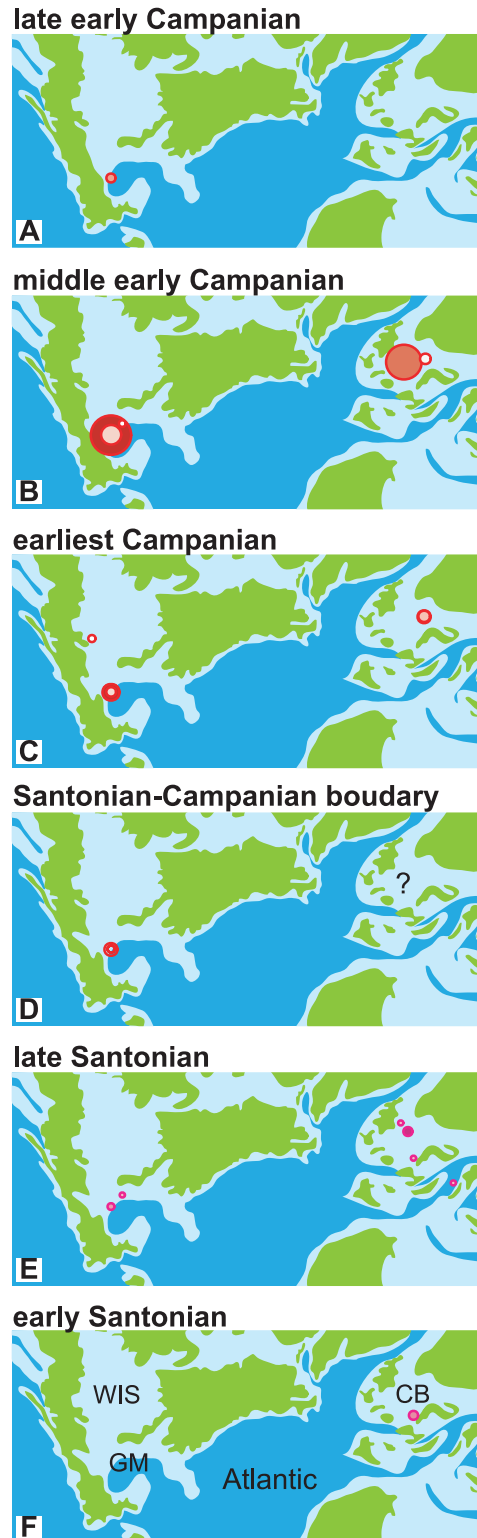 late early Campanian
A
middle early Campanian
B
earliest Campanian
C
Santonian-Campanian boudary
?
D
late Santonian
E
early Santonian
WIS
CB
GM
Atlantic
F